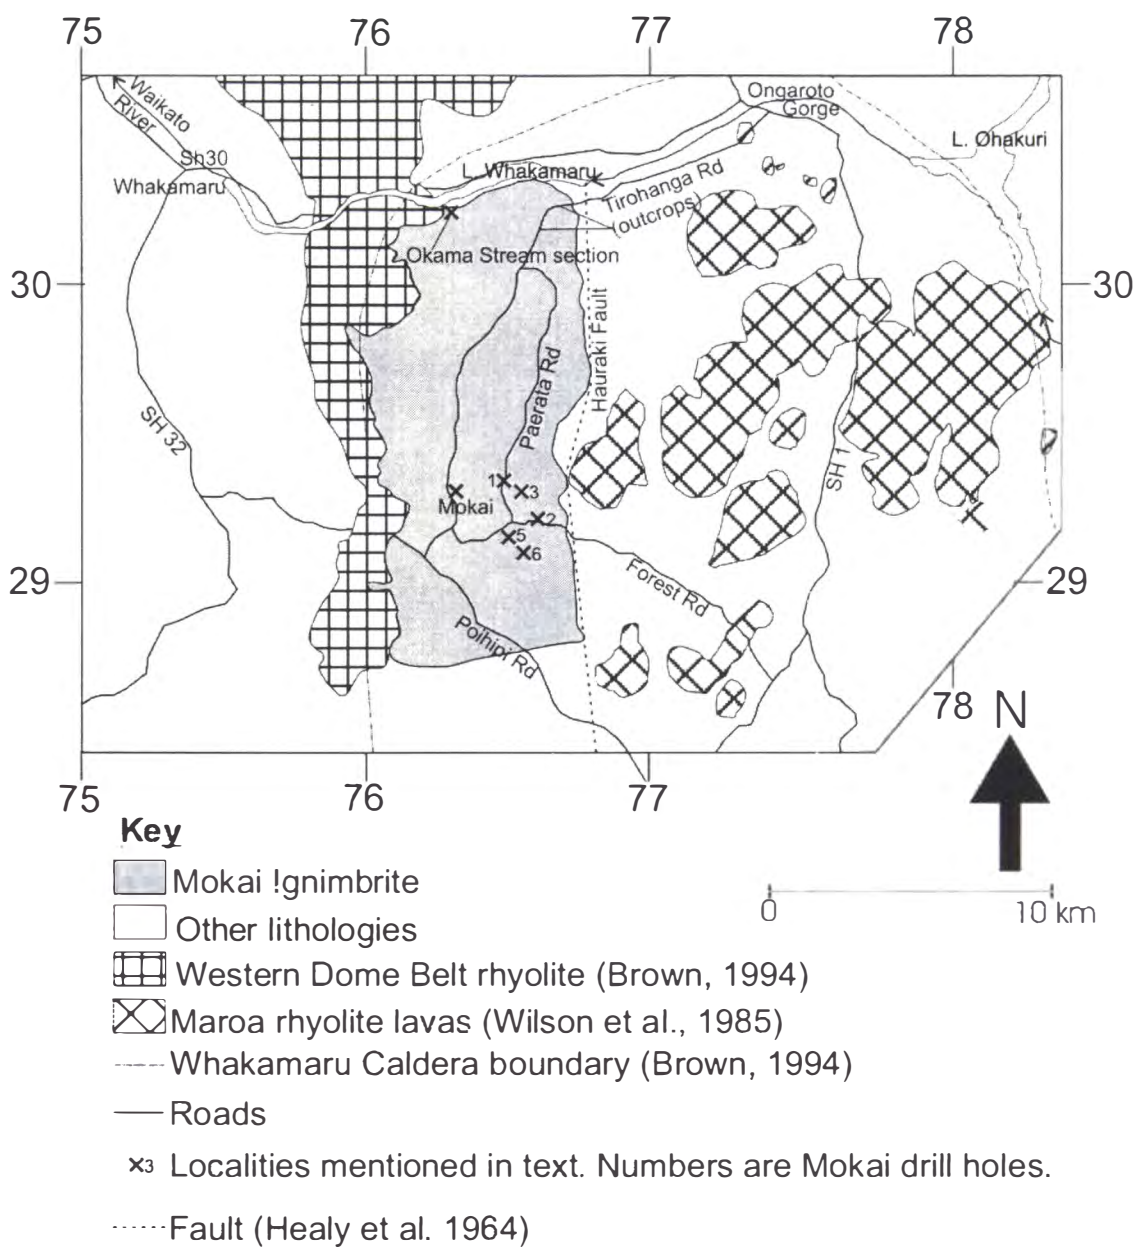 75 76 77 78
Ongaroto
Gorge
Waikato
River
L. Øhakuri
Sh30
L. Whakamaru
Whakamaru
Tirohanga Rd
(outcrops)
Okama Stream section
30 30
Hauraki Fault
Paerata Rd
SH 32
SH 1
1
3
Mokai
2
5
6
29 29
Forest Rd
Poihipi Rd
78 N
75 76 77
Key
Mokai !gnimbrite
Other lithologies
0 10 km
Western Dome Belt rhyolite (Brown, 1994)
Maroa rhyolite lavas (Wilson et al., 1985)
Whakamaru Caldera boundary (Brown, 1994)
Roads
3 Localities mentioned in text. Numbers are Mokai drill holes.
Fault (Healy et al. 1964)